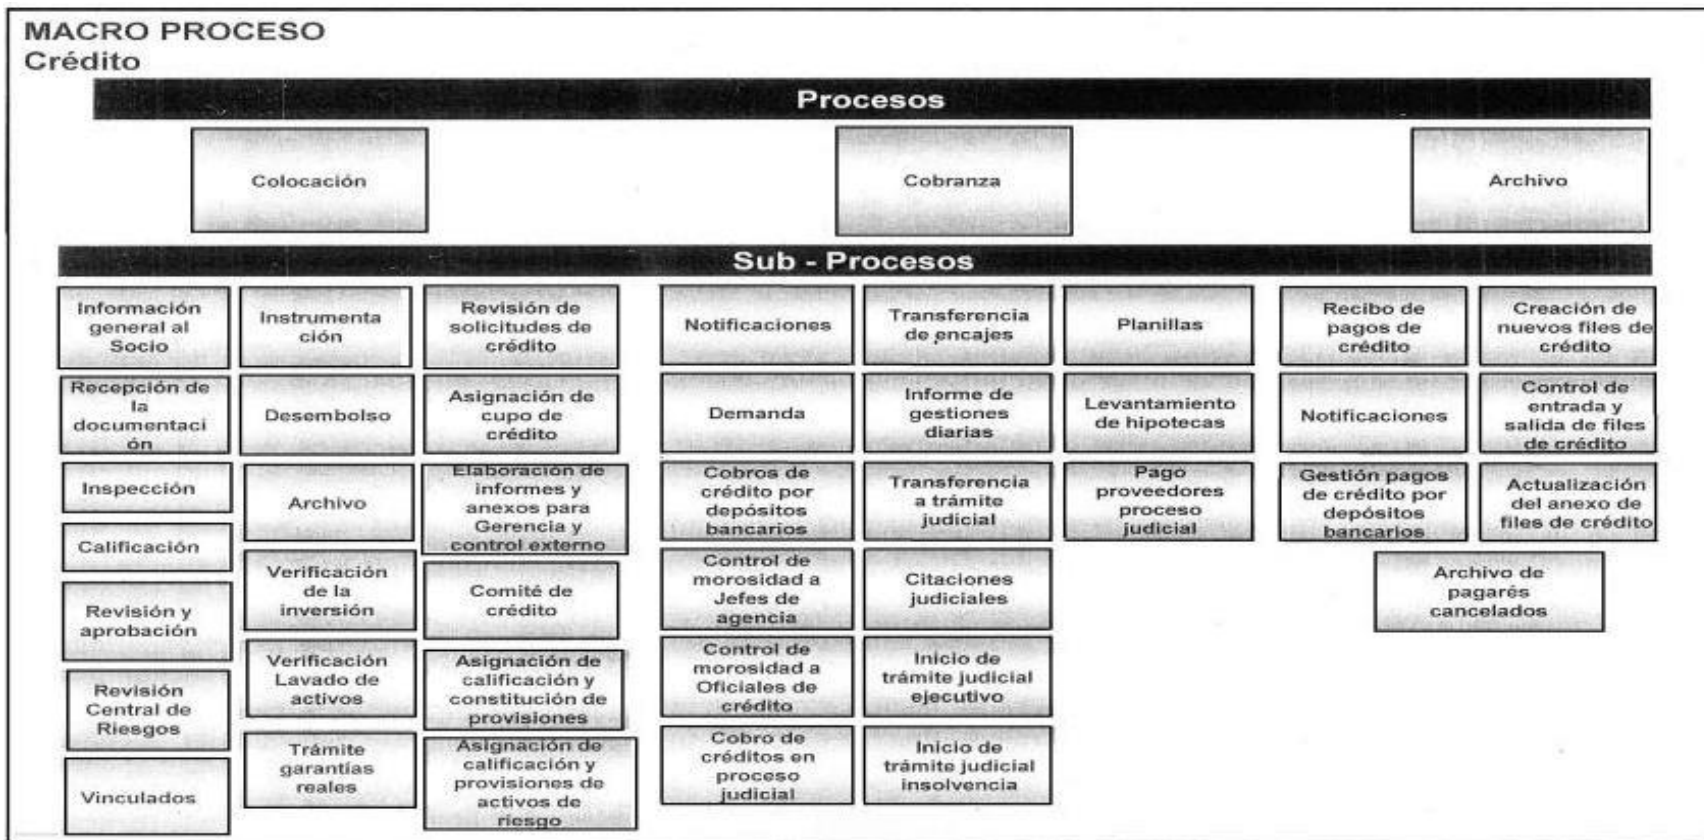 MACRO PROCESO
Crédito
Procesos
Colocación
Cobranza
Archivo
Sub - Procesos
Información
general al
Socio
Recepción de
la
documentaci
ón
Inspección
Calificación
Revisión y
aprobación
Revisión
Central de
Riesgos
Vinculados
Instrumenta
ción
Desembolso
Archivo
Verificación
de la
inversión
Verificación
Lavado de
activos
Trámite
garantías
reales
Revisión de
solicitudes de
crédito
Asignación de
cupo de
crédito
Elaboración de
informes y
anexos para
Gerencia y
control externo
Comité de
crédito
Asignación de
calificación y
constitución de
provisiones
Asignación de
calificación y
provisiones de
activos de
riesgo
Notificaciones
Demanda
Cobros de
crédito por
depósitos
bancarios
Control de
morosidad a
Jefes de
agencia
Control de
morosidad a
Oficiales de
crédito
Cobro de
créditos en
proceso
judicial
Transferencia
de encajes
Informe de
gestiones
diarias
Transferencia
a trámite
judicial
Citaciones
judiciales
Inicio de
trámite judicial
ejecutivo
Inicio de
trámite judicial
insolvencia
Planillas
Levantamiento
de hipotecas
Pago
proveedores
proceso
judicial
Recibo de
pagos de
crédito
Notificaciones
Gestión pagos
de crédito por
depósitos
bancarios
Creación de
nuevos files de
crédito
Control de
entrada y
salida de files
de crédito
Actualización
del anexo de
files de crédito
Archivo de
pagarés
cancelados